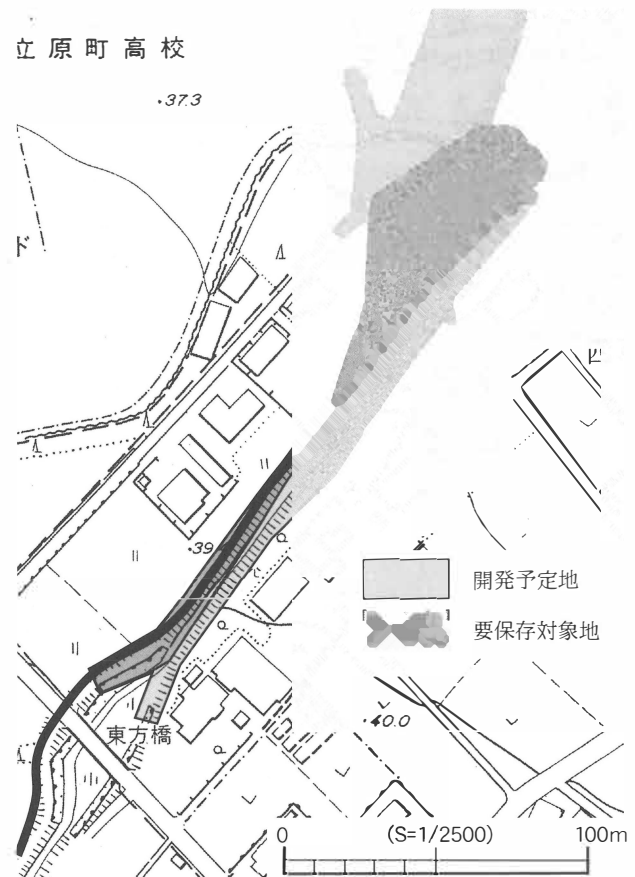 立原町高校
・37.3
ド
・39
開発予定地
要保存対象地
東方橋
・40.0
0 (S=1/2500) 100m